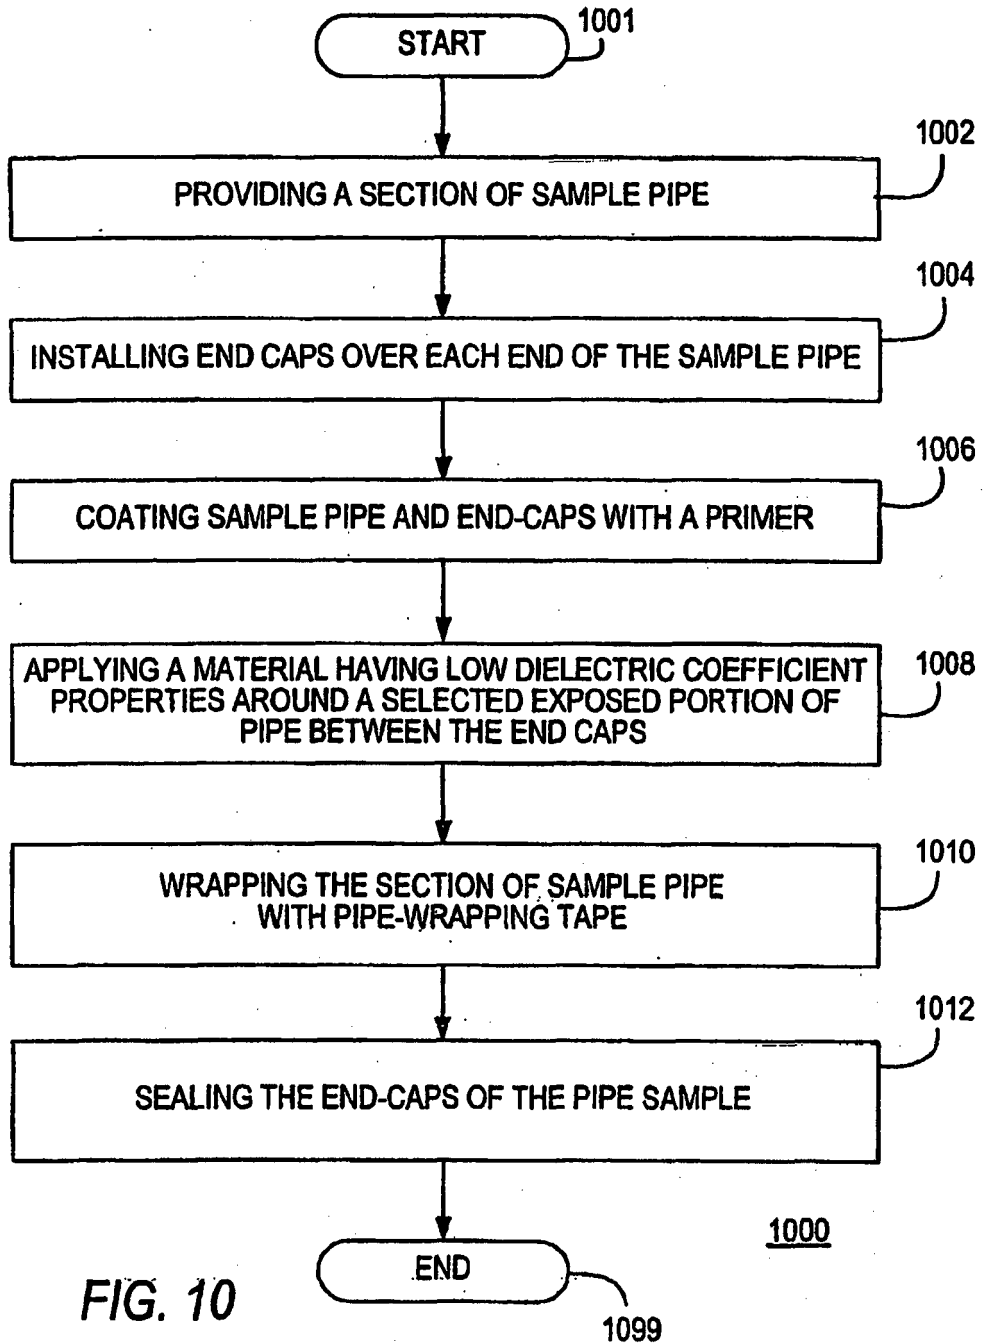 START
1001
1002
PROVIDING A SECTION OF SAMPLE PIPE
1004
INSTALLING END CAPS OVER EACH END OF THE SAMPLE PIPE
1006
COATING SAMPLE PIPE AND END-CAPS WITH A PRIMER
1008
APPLYING A MATERIAL HAVING LOW DIELECTRIC COEFFICIENT
PROPERTIES AROUND A SELECTED EXPOSED PORTION OF
PIPE BETWEEN THE END CAPS
1010
WRAPPING THE SECTION OF SAMPLE PIPE
WITH PIPE-WRAPPING TAPE
1012
SEALING THE END-CAPS OF THE PIPE SAMPLE
1000
END
1099
FIG. 10